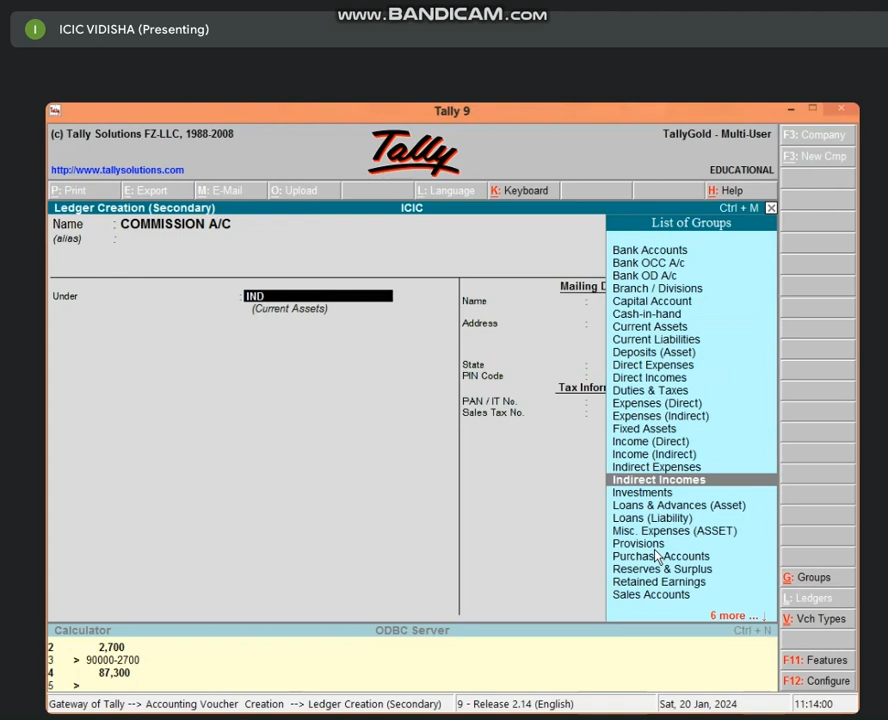 WWW.BANDICAM.COM
I ICIC VIDISHA (Presenting)
Tally 9
(c) Tally Solutions FZ-LLC, 1988-2008
TallyGold - Multi-User
http://www.tallysolutions.com
Tally
EDUCATIONAL
P: Print E: Export M: E-Mail O: Upload L: Language K: Keyboard H: Help
F3: Company
F3: New Cmp
Ledger Creation (Secondary) ICIC Ctrl + M
Name : COMMISSION A/C
(alias) :
Under : IND
(Current Assets)
Mailing D
Name :
Address :
State :
PIN Code :
Tax Infor
PAN / IT No. :
Sales Tax No. :
List of Groups
Bank Accounts
Bank OCC A/c
Bank OD A/c
Branch / Divisions
Capital Account
Cash-in-hand
Current Assets
Current Liabilities
Deposits (Asset)
Direct Expenses
Direct Incomes
Duties & Taxes
Expenses (Direct)
Expenses (Indirect)
Fixed Assets
Income (Direct)
Income (Indirect)
Indirect Expenses
Indirect Incomes
Investments
Loans & Advances (Asset)
Loans (Liability)
Misc. Expenses (ASSET)
Provisions
Purchase Accounts
Reserves & Surplus
Retained Earnings
Sales Accounts
6 more ... ↓
G: Groups
L: Ledgers
V: Vch Types
F11: Features
F12: Configure
Calculator ODBC Server Ctrl + N
2 2,700
3 > 90000-2700
4 87,300
5 >
Gateway of Tally --> Accounting Voucher Creation --> Ledger Creation (Secondary) 9 - Release 2.14 (English) Sat, 20 Jan, 2024 11:14:00